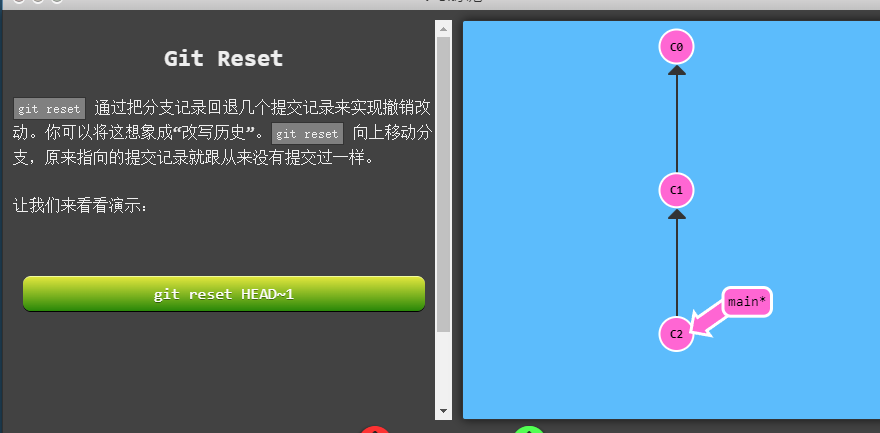 Git Reset
git reset 通过把分支记录回退几个提交记录来实现撤销改
动。你可以将这想象成“改写历史”。git reset 向上移动分
支，原来指向的提交记录就跟从来没有提交过一样。
让我们来看看演示：
git reset HEAD~1
C0
C1
main*
C2